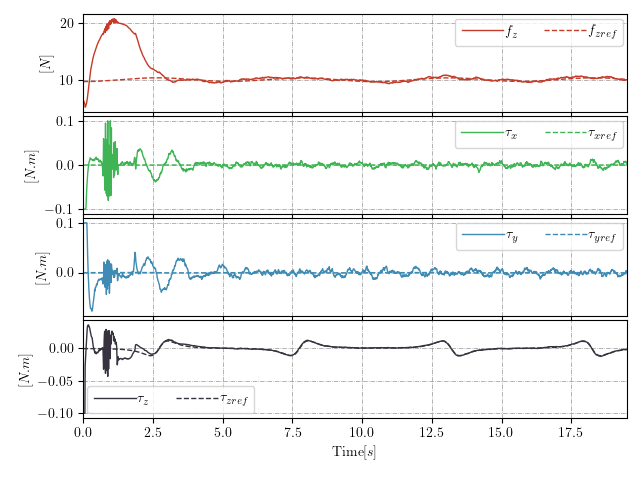 20
10
[N]
f_z
f_zref
0.1
0.0
−0.1
[N.m]
τ_x
τ_xref
0.1
0.0
[N.m]
τ_y
τ_yref
0.00
−0.05
−0.10
[N.m]
τ_z
τ_zref
0.0 2.5 5.0 7.5 10.0 12.5 15.0 17.5
Time[s]